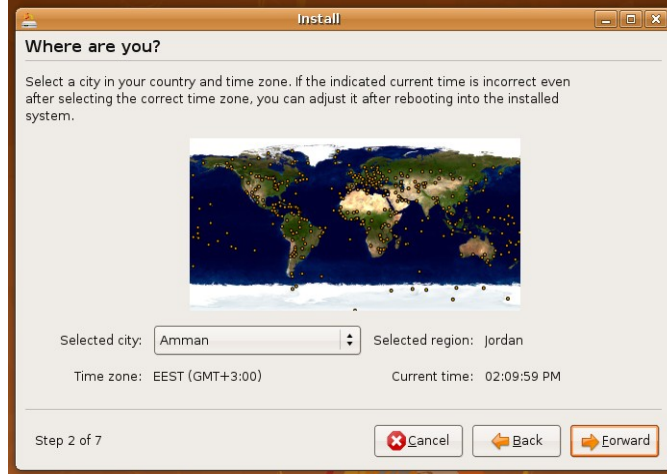 Install
Where are you?
Select a city in your country and time zone. If the indicated current time is incorrect even
after selecting the correct time zone, you can adjust it after rebooting into the installed
system.
Selected city: Amman Selected region: Jordan
Time zone: EEST (GMT+3:00) Current time: 02:09:59 PM
Step 2 of 7 Cancel Back Forward